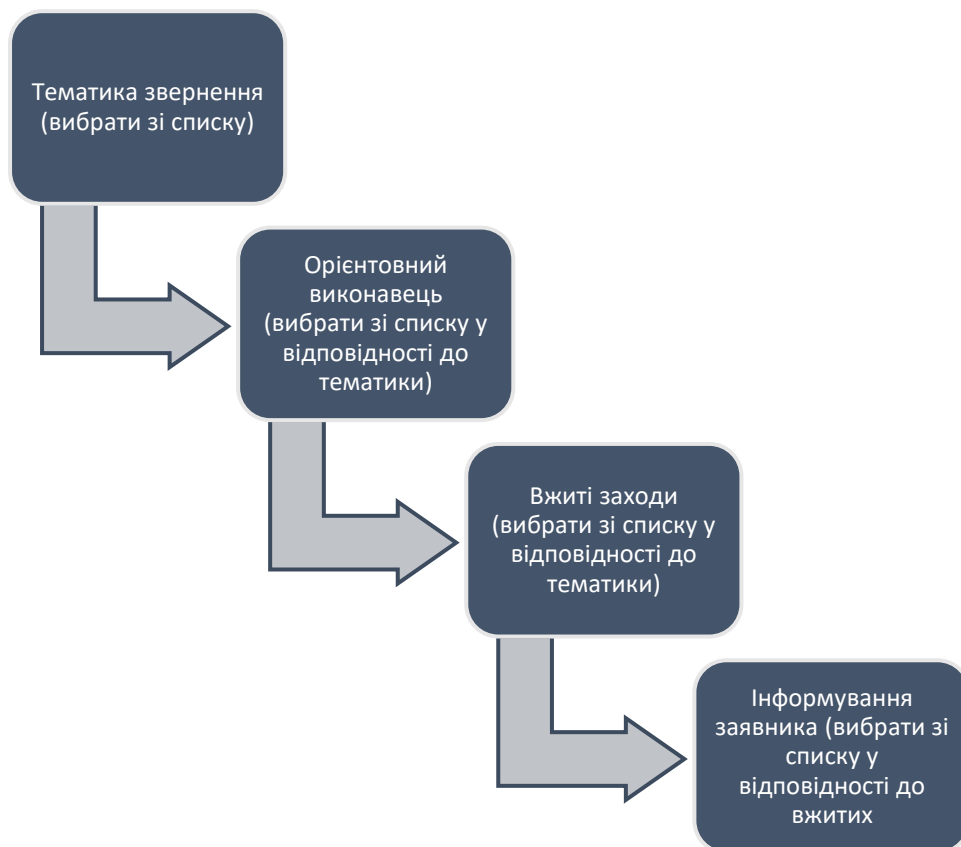 Тематика звернення
(вибрати зі списку)
Орієнтовний
виконавець
(вибрати зі списку у
відповідності до
тематики)
Вжиті заходи
(вибрати зі списку у
відповідності до
тематики)
Інформування
заявника (вибрати зі
списку у
відповідності до
вжитих